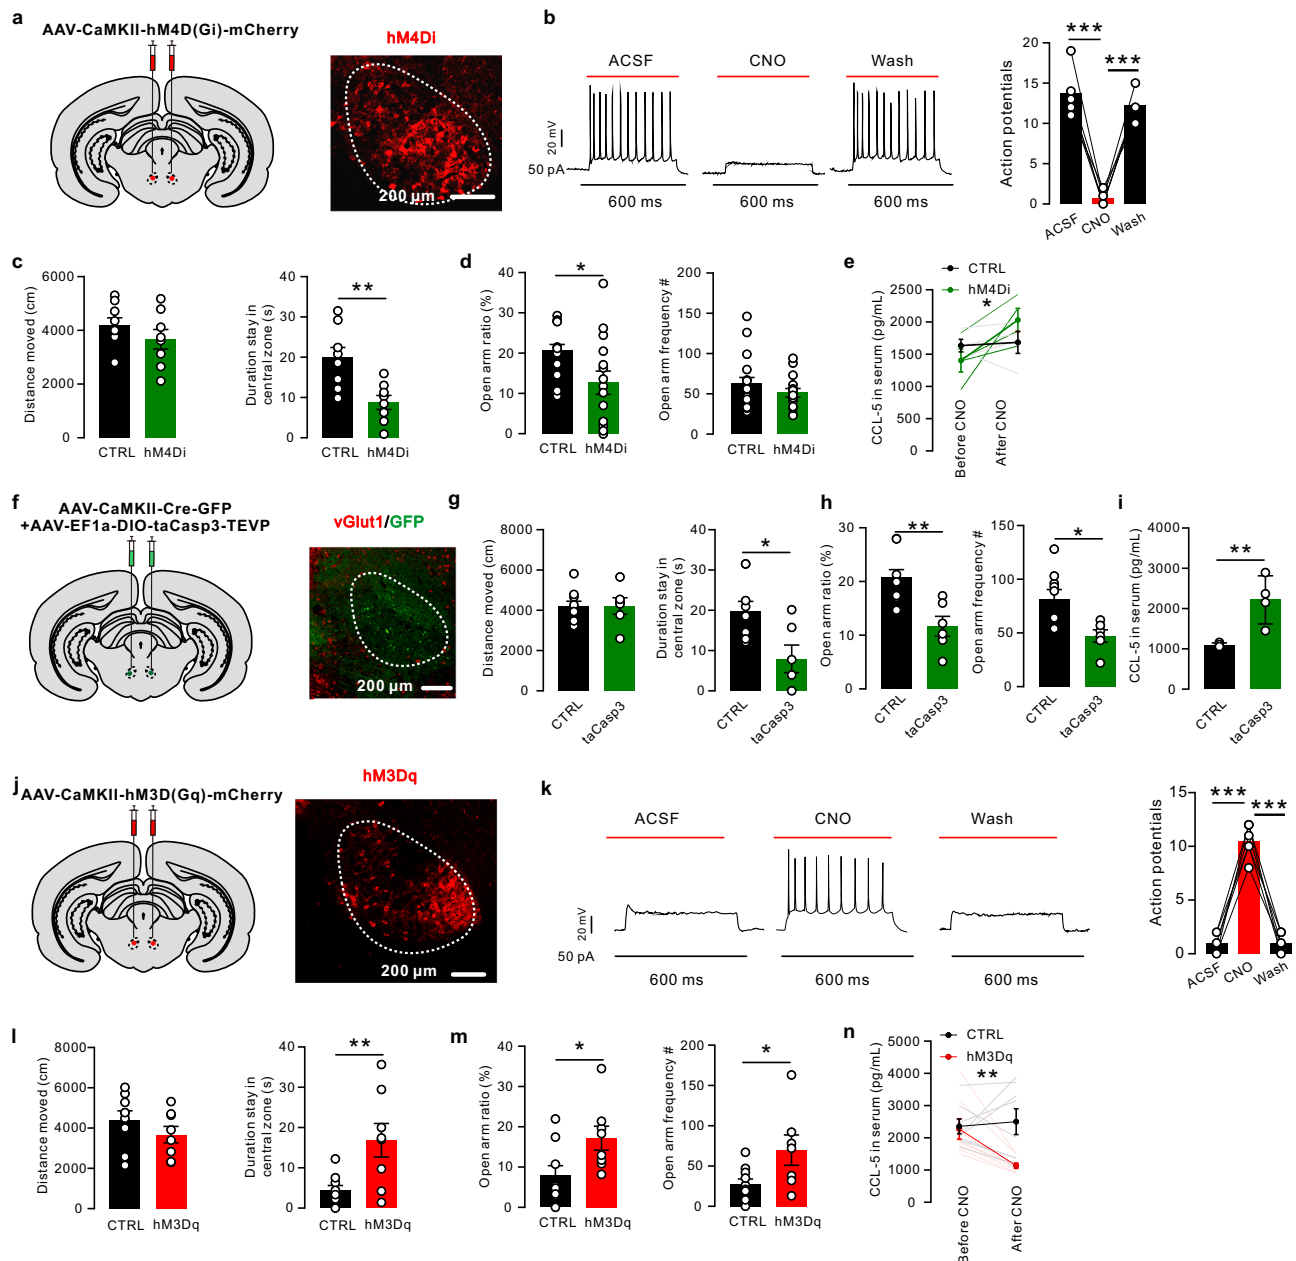 a
AAV-CaMKII-hM4D(Gi)-mCherry
hM4Di
200 µm
b
ACSF
CNO
Wash
20 mV
50 pA
600 ms
600 ms
600 ms
***
***
Action potentials
20
15
10
5
0
ACSF
CNO
Wash
c
Distance moved (cm)
6000
4000
2000
0
CTRL hM4Di
Duration stay in
central zone (s)
40
30
20
10
0
**
CTRL hM4Di
d
Open arm ratio (%)
40
30
20
10
0
*
CTRL hM4Di
Open arm frequency #
200
150
100
50
0
CTRL hM4Di
e
CTRL
hM4Di
*
CCL-5 in serum (pg/mL)
2500
2000
1500
1000
500
0
Before CNO
After CNO
f
AAV-CaMKII-Cre-GFP
+AAV-EF1a-DIO-taCasp3-TEVP
vGlut1/GFP
200 µm
g
Distance moved (cm)
8000
6000
4000
2000
0
CTRL
taCasp3
Duration stay in
central zone (s)
40
30
20
10
0
*
CTRL
taCasp3
h
Open arm ratio (%)
30
20
10
0
**
CTRL
taCasp3
Open arm frequency #
150
100
50
0
*
CTRL
taCasp3
i
CCL-5 in serum (pg/mL)
4000
3000
2000
1000
0
**
CTRL
taCasp3
j
AAV-CaMKII-hM3D(Gq)-mCherry
hM3Dq
200 µm
k
ACSF
CNO
Wash
20 mV
50 pA
600 ms
600 ms
600 ms
***
***
Action potentials
15
10
5
0
ACSF
CNO
Wash
l
Distance moved (cm)
8000
6000
4000
2000
0
CTRL hM3Dq
Duration stay in
central zone (s)
40
30
20
10
0
**
CTRL hM3Dq
m
Open arm ratio (%)
40
30
20
10
0
*
CTRL hM3Dq
Open arm frequency #
200
150
100
50
0
*
CTRL hM3Dq
n
CTRL
hM3Dq
**
CCL-5 in serum (pg/mL)
5000
4000
3000
2000
1000
0
Before CNO
After CNO